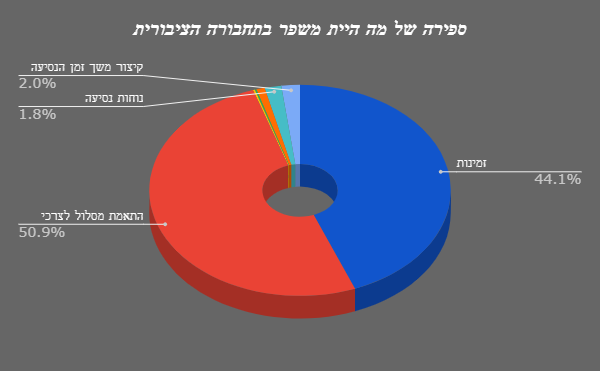 ספירה של מה היית משפר בתחבורה הציבורית
קיצור משך זמן הנסיעה
2.0%
נוחות נסיעה
1.8%
זמינות
44.1%
התאמת מסלול לצרכי
50.9%